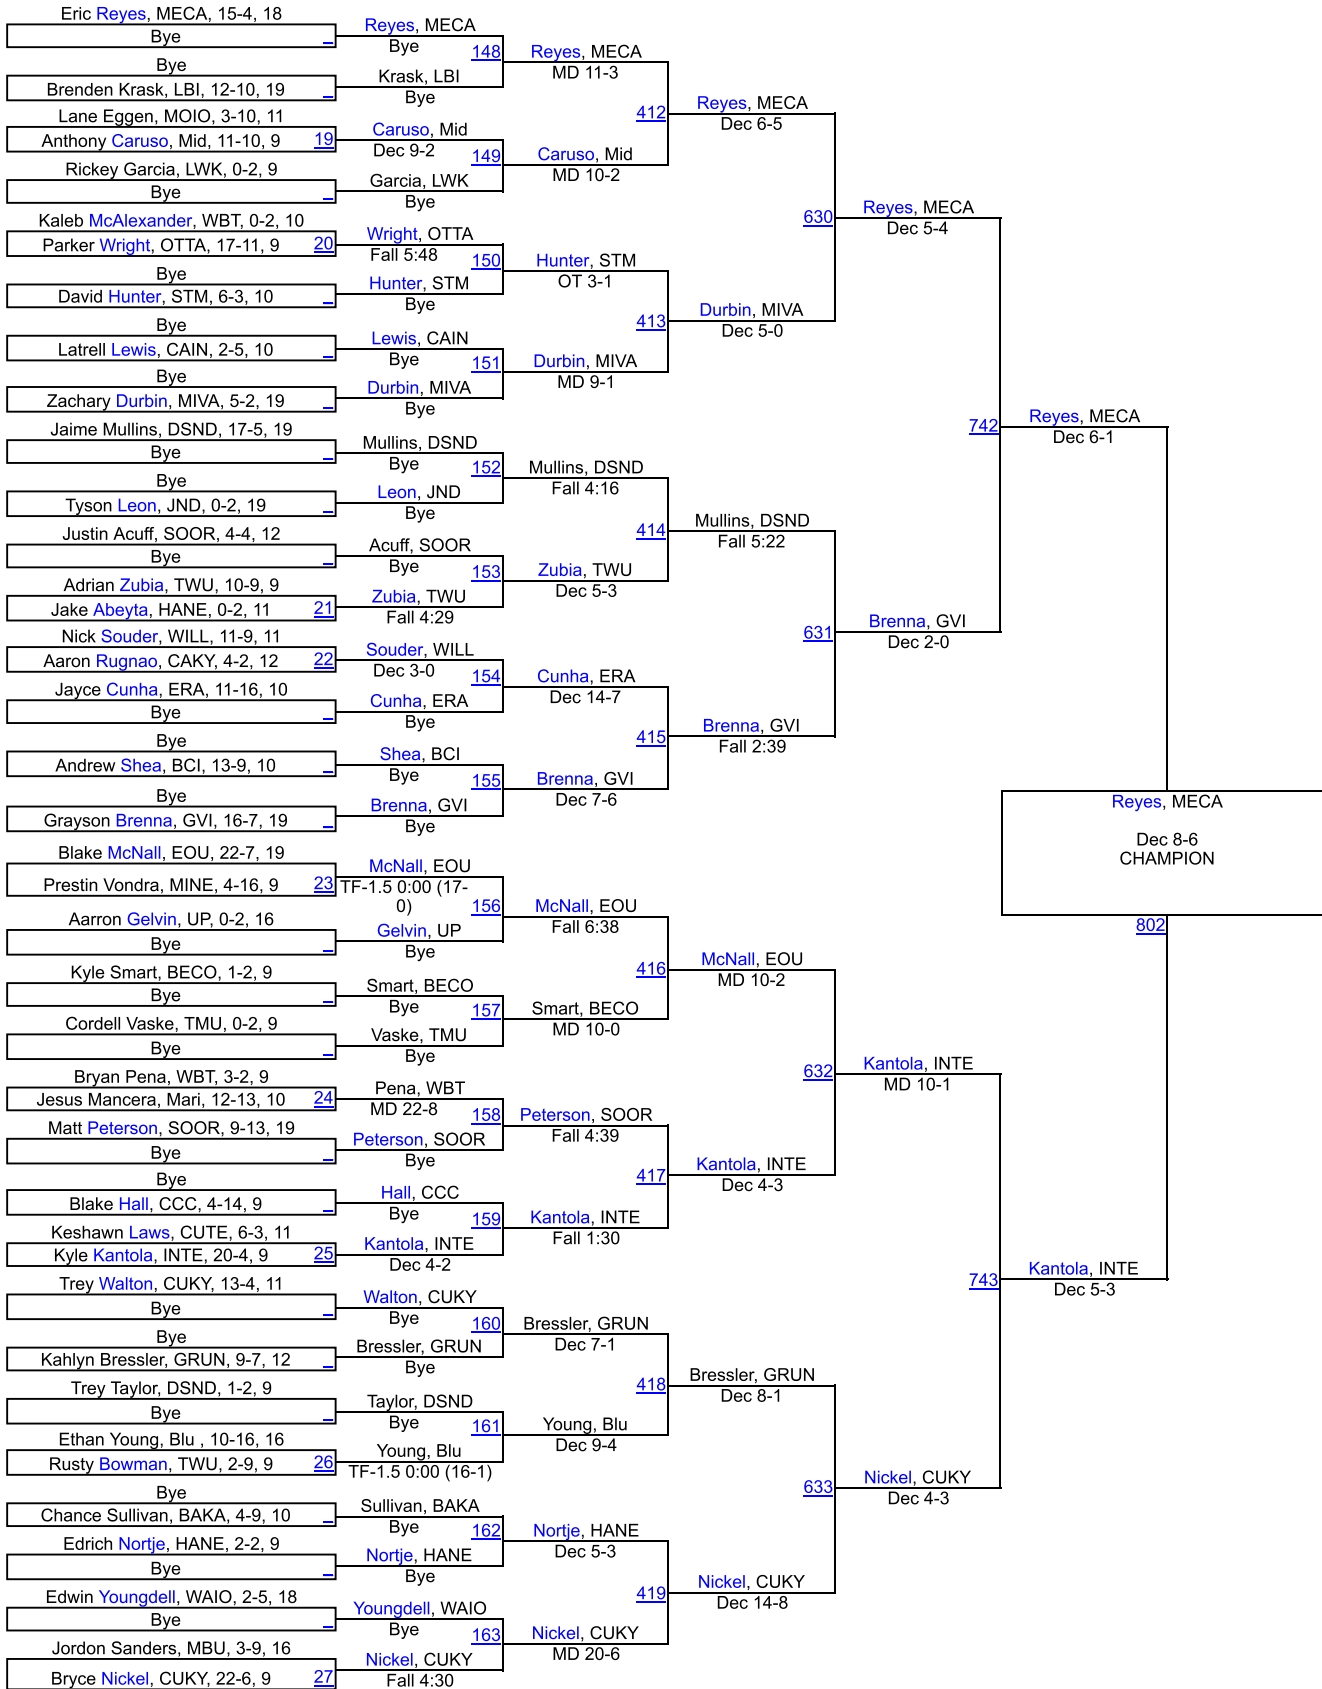 Eric Reyes, MECA, 15-4, 18
Bye _
Bye
Brenden Krask, LBI, 12-10, 19 _
Lane Eggen, MOIO, 3-10, 11
Anthony Caruso, Mid, 11-10, 9 19
Rickey Garcia, LWK, 0-2, 9
Bye _
Kaleb McAlexander, WBT, 0-2, 10
Parker Wright, OTTA, 17-11, 9 20
Bye
David Hunter, STM, 6-3, 10 _
Bye
Latrell Lewis, CAIN, 2-5, 10 _
Bye
Zachary Durbin, MIVA, 5-2, 19 _
Jaime Mullins, DSND, 17-5, 19
Bye _
Bye
Tyson Leon, JND, 0-2, 19 _
Justin Acuff, SOOR, 4-4, 12
Bye _
Adrian Zubia, TWU, 10-9, 9
Jake Abeyta, HANE, 0-2, 11 21
Nick Souder, WILL, 11-9, 11
Aaron Rugnao, CAKY, 4-2, 12 22
Jayce Cunha, ERA, 11-16, 10
Bye _
Bye
Andrew Shea, BCI, 13-9, 10 _
Bye
Grayson Brenna, GVI, 16-7, 19 _
Blake McNall, EOU, 22-7, 19
Prestin Vondra, MINE, 4-16, 9 23
Aarron Gelvin, UP, 0-2, 16
Bye _
Kyle Smart, BECO, 1-2, 9
Bye _
Cordell Vaske, TMU, 0-2, 9
Bye _
Bryan Pena, WBT, 3-2, 9
Jesus Mancera, Mari, 12-13, 10 24
Matt Peterson, SOOR, 9-13, 19
Bye _
Bye
Blake Hall, CCC, 4-14, 9 _
Keshawn Laws, CUTE, 6-3, 11
Kyle Kantola, INTE, 20-4, 9 25
Trey Walton, CUKY, 13-4, 11
Bye _
Bye
Kahlyn Bressler, GRUN, 9-7, 12 _
Trey Taylor, DSND, 1-2, 9
Bye _
Ethan Young, Blu , 10-16, 16
Rusty Bowman, TWU, 2-9, 9 26
Bye
Chance Sullivan, BAKA, 4-9, 10 _
Edrich Nortje, HANE, 2-2, 9
Bye _
Edwin Youngdell, WAIO, 2-5, 18
Bye _
Jordon Sanders, MBU, 3-9, 16
Bryce Nickel, CUKY, 22-6, 9 27
Reyes, MECA
Bye
148
Krask, LBI
Bye
Caruso, Mid
Dec 9-2
149
Garcia, LWK
Bye
Wright, OTTA
Fall 5:48
150
Hunter, STM
Bye
Lewis, CAIN
Bye
151
Durbin, MIVA
Bye
Mullins, DSND
Bye
152
Leon, JND
Bye
Acuff, SOOR
Bye
153
Zubia, TWU
Fall 4:29
Souder, WILL
Dec 3-0
154
Cunha, ERA
Bye
Shea, BCI
Bye
155
Brenna, GVI
Bye
McNall, EOU
TF-1.5 0:00 (17-
0)
156
Gelvin, UP
Bye
Smart, BECO
Bye
157
Vaske, TMU
Bye
Pena, WBT
MD 22-8
158
Peterson, SOOR
Bye
Hall, CCC
Bye
159
Kantola, INTE
Dec 4-2
Walton, CUKY
Bye
160
Bressler, GRUN
Bye
Taylor, DSND
Bye
161
Young, Blu
TF-1.5 0:00 (16-1)
Sullivan, BAKA
Bye
162
Nortje, HANE
Bye
Youngdell, WAIO
Bye
163
Nickel, CUKY
Fall 4:30
Reyes, MECA
MD 11-3
412
Caruso, Mid
MD 10-2
Hunter, STM
OT 3-1
413
Durbin, MIVA
MD 9-1
Mullins, DSND
Fall 4:16
414
Zubia, TWU
Dec 5-3
Cunha, ERA
Dec 14-7
415
Brenna, GVI
Dec 7-6
McNall, EOU
Fall 6:38
416
Smart, BECO
MD 10-0
Peterson, SOOR
Fall 4:39
417
Kantola, INTE
Fall 1:30
Bressler, GRUN
Dec 7-1
418
Young, Blu
Dec 9-4
Nortje, HANE
Dec 5-3
419
Nickel, CUKY
MD 20-6
Reyes, MECA
Dec 6-5
630
Durbin, MIVA
Dec 5-0
Mullins, DSND
Fall 5:22
631
Brenna, GVI
Fall 2:39
McNall, EOU
MD 10-2
632
Kantola, INTE
Dec 4-3
Bressler, GRUN
Dec 8-1
633
Nickel, CUKY
Dec 14-8
Reyes, MECA
Dec 5-4
742
Brenna, GVI
Dec 2-0
Kantola, INTE
MD 10-1
743
Nickel, CUKY
Dec 4-3
Reyes, MECA
Dec 6-1
Kantola, INTE
Dec 5-3
Reyes, MECA
Dec 8-6
CHAMPION
802